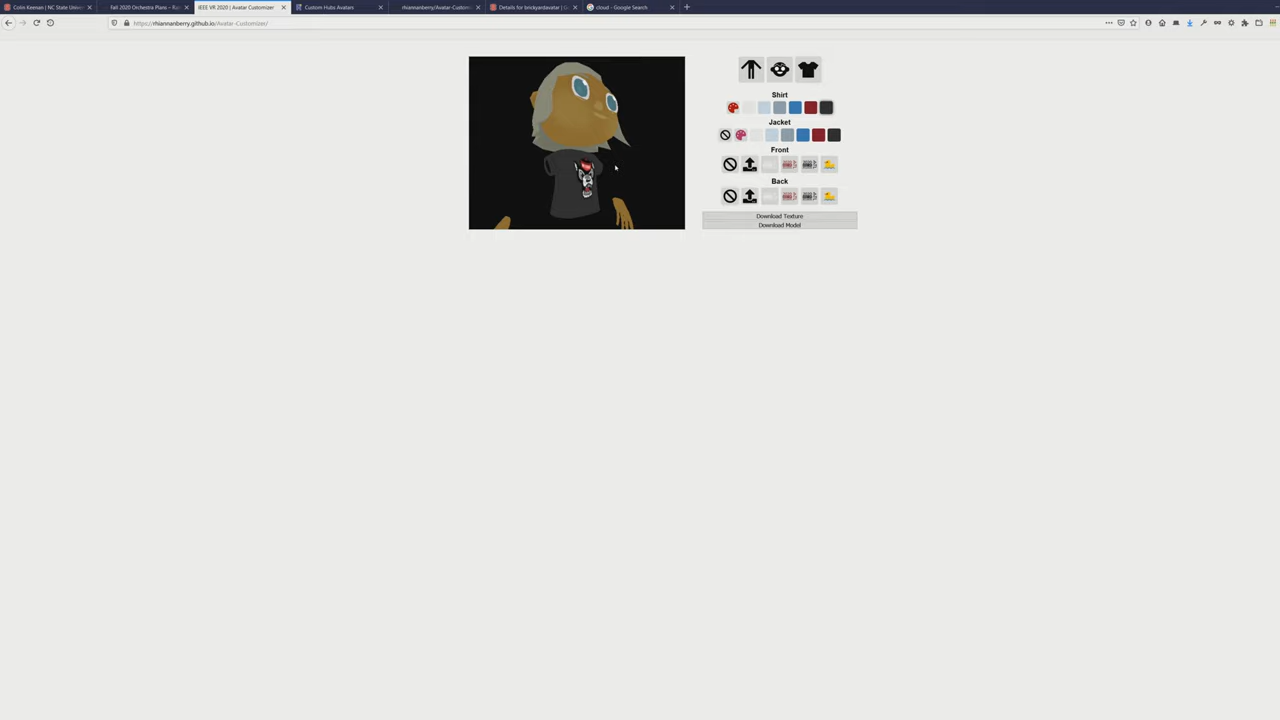 Colin Keenan | NC State Univer
Fall 2020 Orchestra Plans – Ra
IEEE VR 2020 | Avatar Customizer
Custom Hubs Avatars
rhiannanberry/Avatar-Customi
Details for brickyardavatar | G
cloud - Google Search
https://rhiannanberry.github.io/Avatar-Customizer/
Shirt
Jacket
Front
Back
Download Texture
Download Model